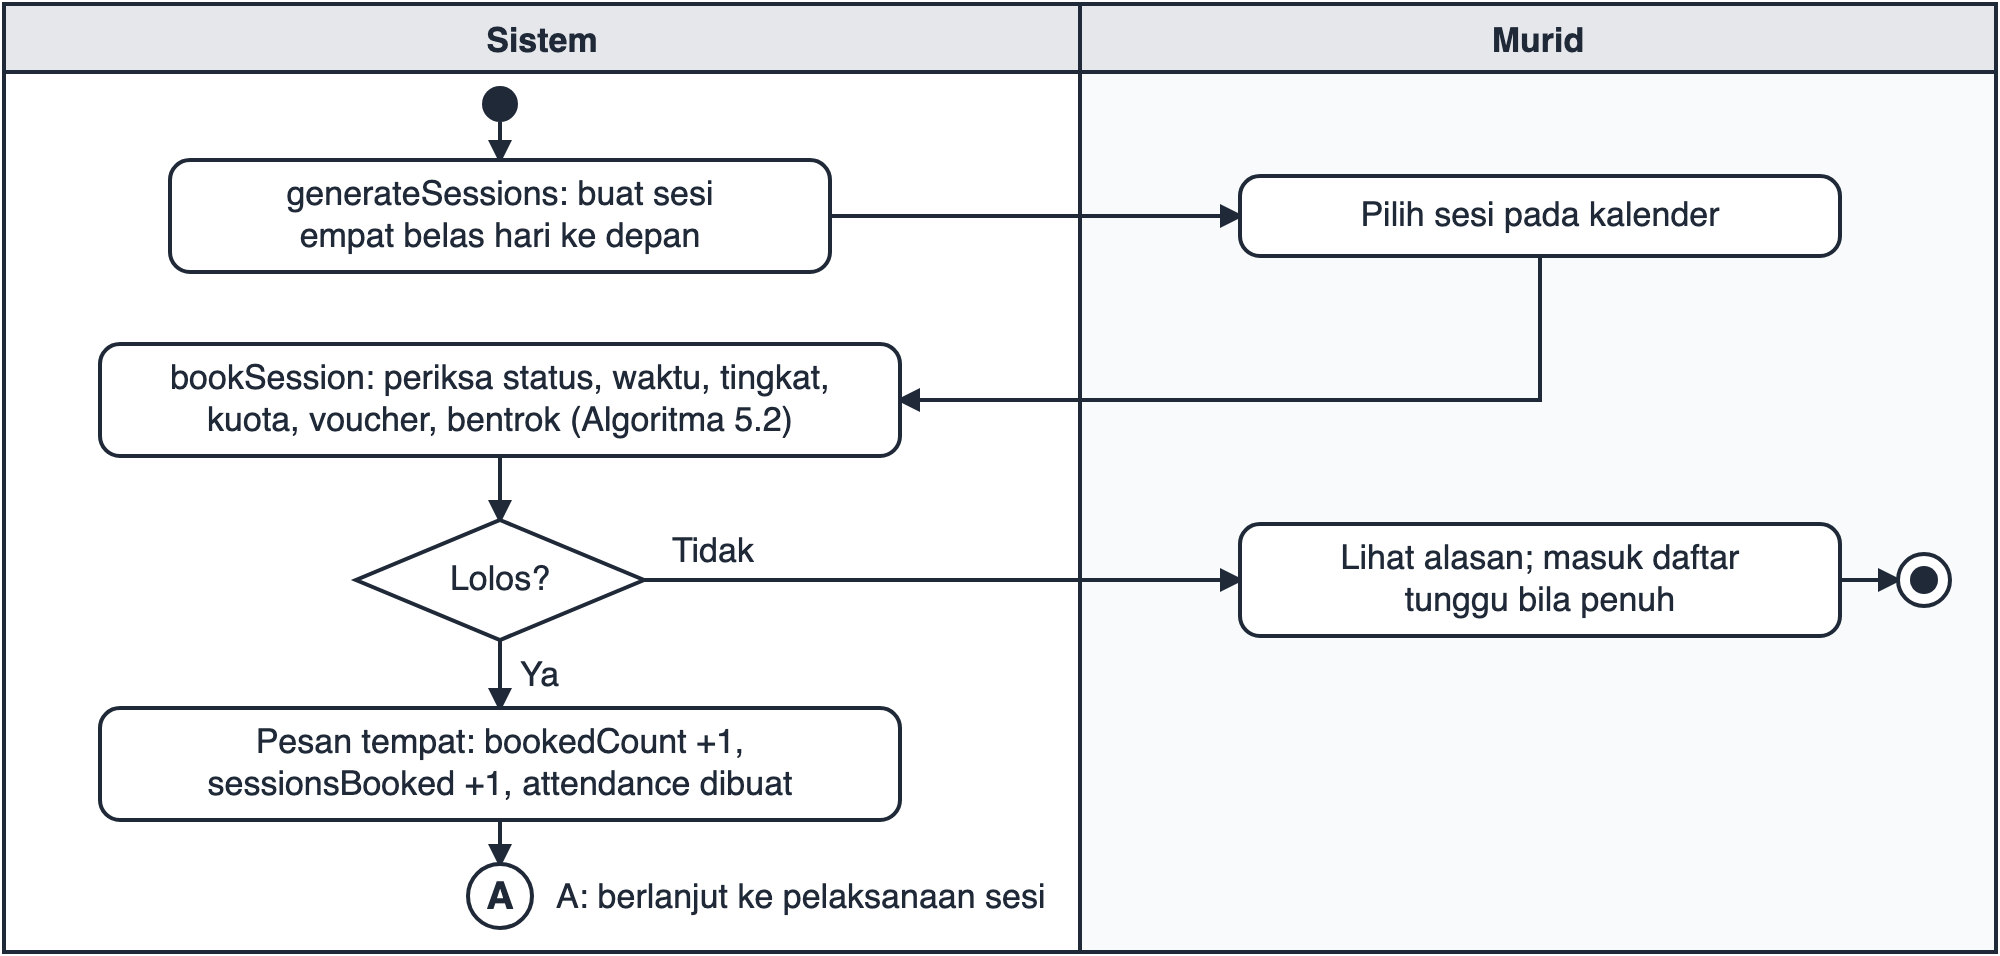 Sistem
Murid
generateSessions: buat sesi
empat belas hari ke depan
Pilih sesi pada kalender
bookSession: periksa status, waktu, tingkat,
kuota, voucher, bentrok (Algoritma 5.2)
Lolos?
Tidak
Lihat alasan; masuk daftar
tunggu bila penuh
Ya
Pesan tempat: bookedCount +1,
sessionsBooked +1, attendance dibuat
A
A: berlanjut ke pelaksanaan sesi